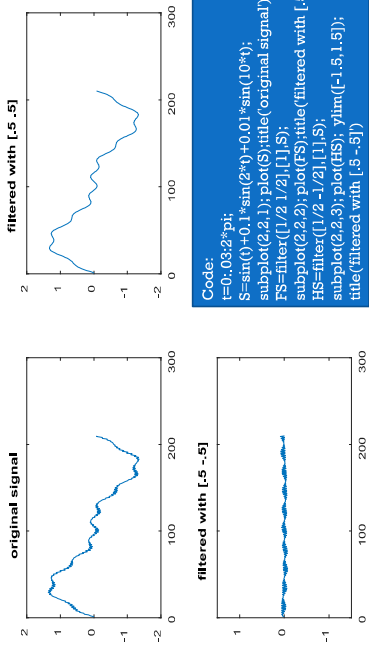 original signal
2
1
0
-1
-2
0
100
200
300
filtered with [.5 .5]
2
1
0
-1
-2
0
100
200
300
filtered with [.5 -.5]
1
0
-1
0
100
200
300
Code:
t=0:.03:2*pi;
S=sin(t)+0.1*sin(2*t)+0.01*sin(10*t);
subplot(2,2,1); plot(S);title('original signal')
FS=filter([1/2 1/2],[1],S);
subplot(2,2,2); plot(FS);title('filtered with
HS=filter([1/2 -1/2],[1],S);
subplot(2,2,3); plot(HS); ylim([-1.5,1.5]);
title('filtered with [.5 -.5]')